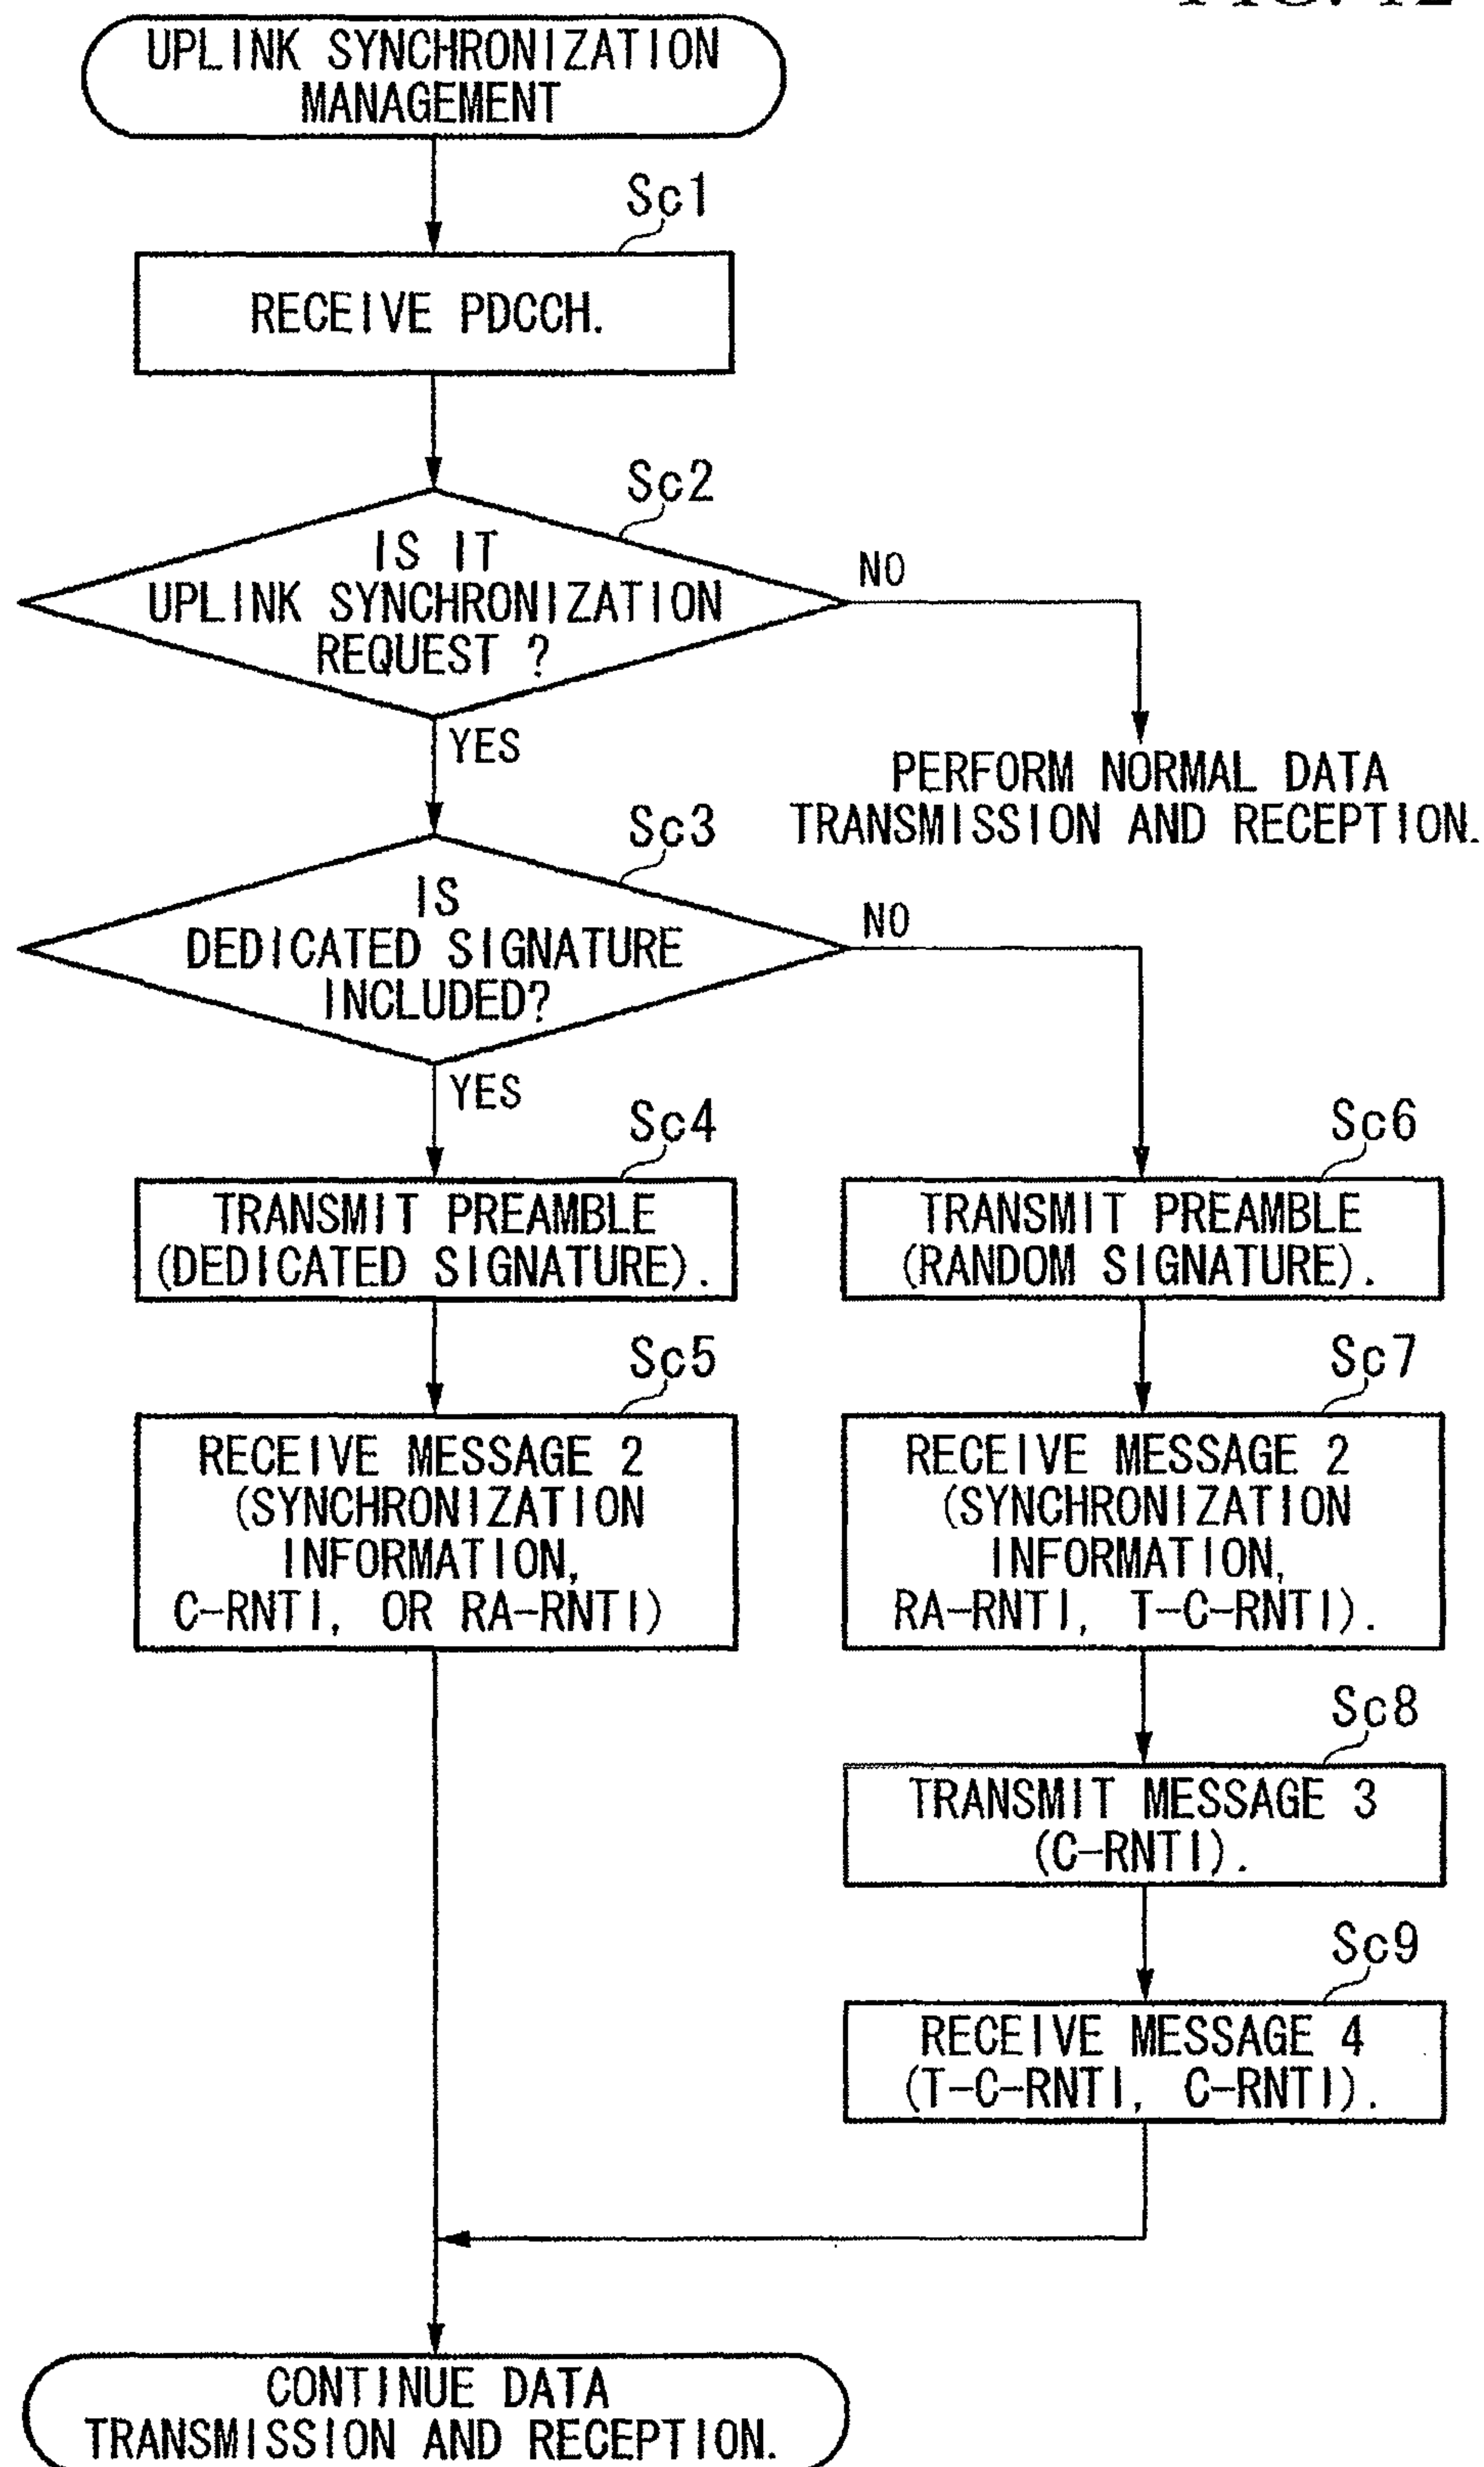 UPLINK SYNCHRONIZATION
MANAGEMENT
Sc1
RECEIVE PDCCH.
Sc2
IS IT
UPLINK SYNCHRONIZATION
REQUEST ?
NO
YES
PERFORM NORMAL DATA
TRANSMISSION AND RECEPTION.
Sc3
IS
DEDICATED SIGNATURE
INCLUDED?
NO
YES
Sc4
TRANSMIT PREAMBLE
(DEDICATED SIGNATURE).
Sc6
TRANSMIT PREAMBLE
(RANDOM SIGNATURE).
Sc5
RECEIVE MESSAGE 2
(SYNCHRONIZATION
INFORMATION,
C-RNTI, OR RA-RNTI)
Sc7
RECEIVE MESSAGE 2
(SYNCHRONIZATION
INFORMATION,
RA-RNTI, T-C-RNTI).
Sc8
TRANSMIT MESSAGE 3
(C-RNTI).
Sc9
RECEIVE MESSAGE 4
(T-C-RNTI, C-RNTI).
CONTINUE DATA
TRANSMISSION AND RECEPTION.